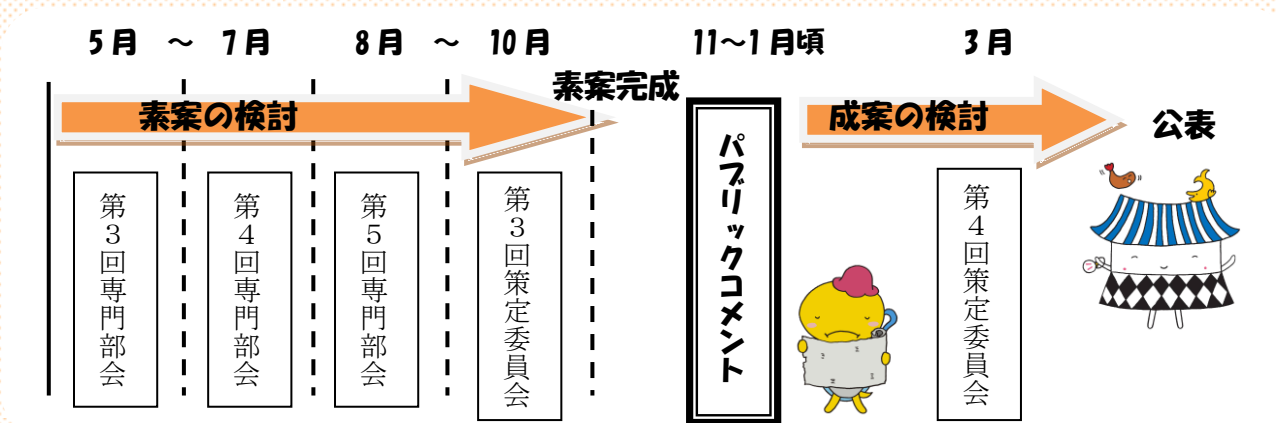 5月 ～ 7月
8月 ～ 10月
11～1月頃
3月
素案の検討
素案完成
成案の検討
公表
第3回専門部会
第4回専門部会
第5回専門部会
第3回策定委員会
パブリックコメント
第4回策定委員会